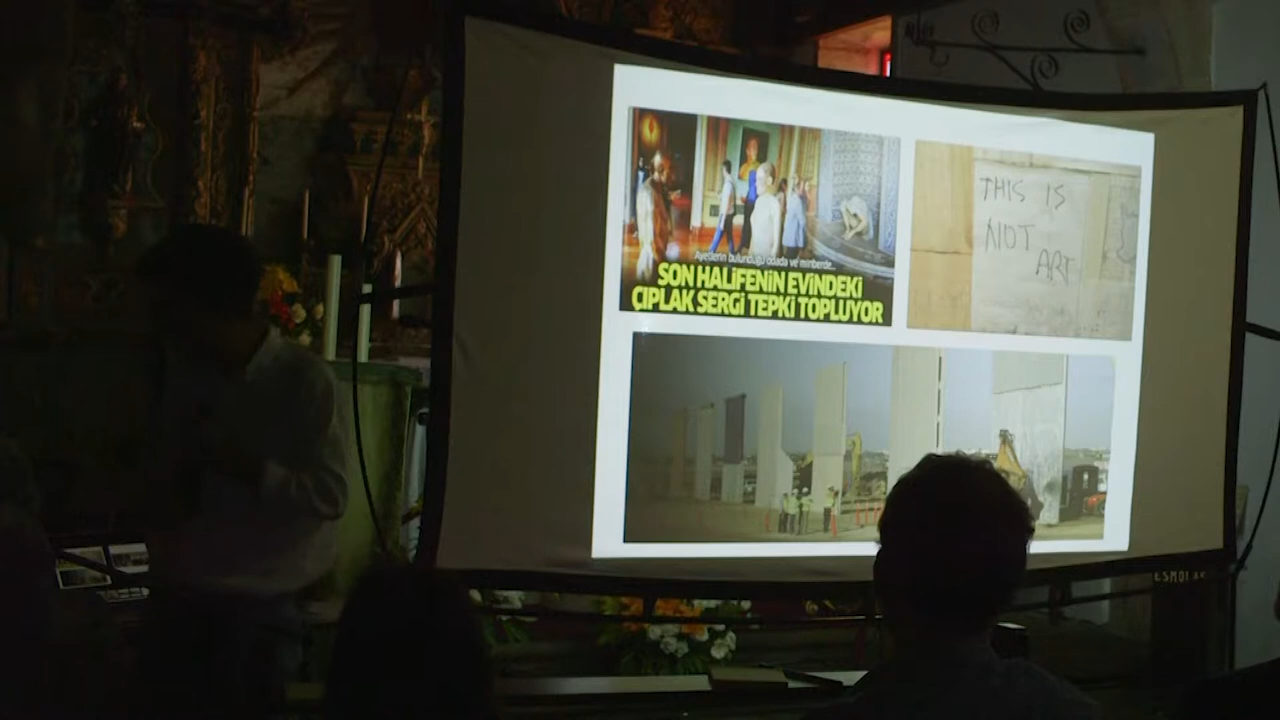 Ayetlerin bulunduğu odada ve minberde..
SON HALİFENİN EVİNDEKİ
ÇIPLAK SERGİ TEPKİ TOPLUYOR
THIS IS
NOT
ART